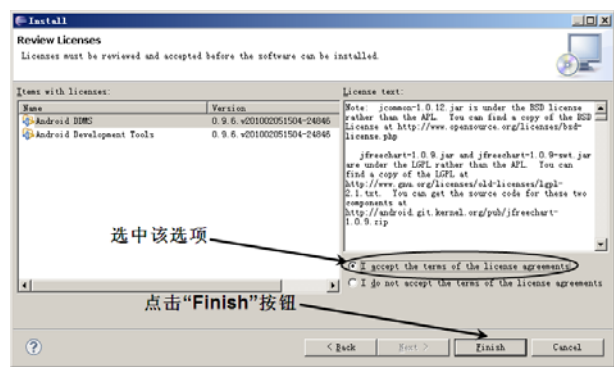 Install
Review Licenses
Licenses must be reviewed and accepted before the software can be installed.
Items with licenses:
Name Version
Android DDMS 0.9.6.v201002051504-24846
Android Development Tools 0.9.6.v201002051504-24846
License text:
Note: jcommon-1.0.12.jar is under the BSD license
rather than the APL. You can find a copy of the BSD
License at http://www.opensource.org/licenses/bsd-
license.php
jfreechart-1.0.9.jar and jfreechart-1.0.9-swt.jar
are under the LGPL rather than the APL. You can
find a copy of the LGPL at
http://www.gnu.org/licenses/old-licenses/lgpl-
2.1.txt. You can get the source code for these two
components at
http://android.git.kernel.org/pub/jfreechart-
1.0.9.zip
选中该选项
I accept the terms of the license agreements
I do not accept the terms of the license agreements
点击“Finish”按钮
< Back Next > Finish Cancel